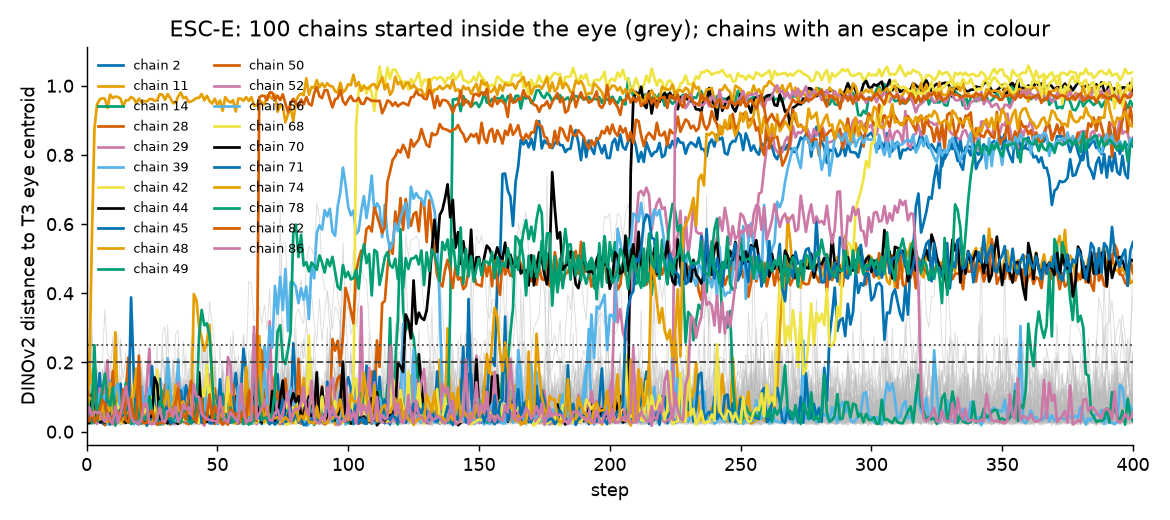 ESC-E: 100 chains started inside the eye (grey); chains with an escape in colour
DINOv2 distance to T3 eye centroid
1.0
0.8
0.6
0.4
0.2
0.0
chain 2
chain 11
chain 14
chain 28
chain 29
chain 39
chain 42
chain 44
chain 45
chain 48
chain 49
chain 50
chain 52
chain 56
chain 68
chain 70
chain 71
chain 74
chain 78
chain 82
chain 86
0
50
100
150
200
250
300
350
400
step